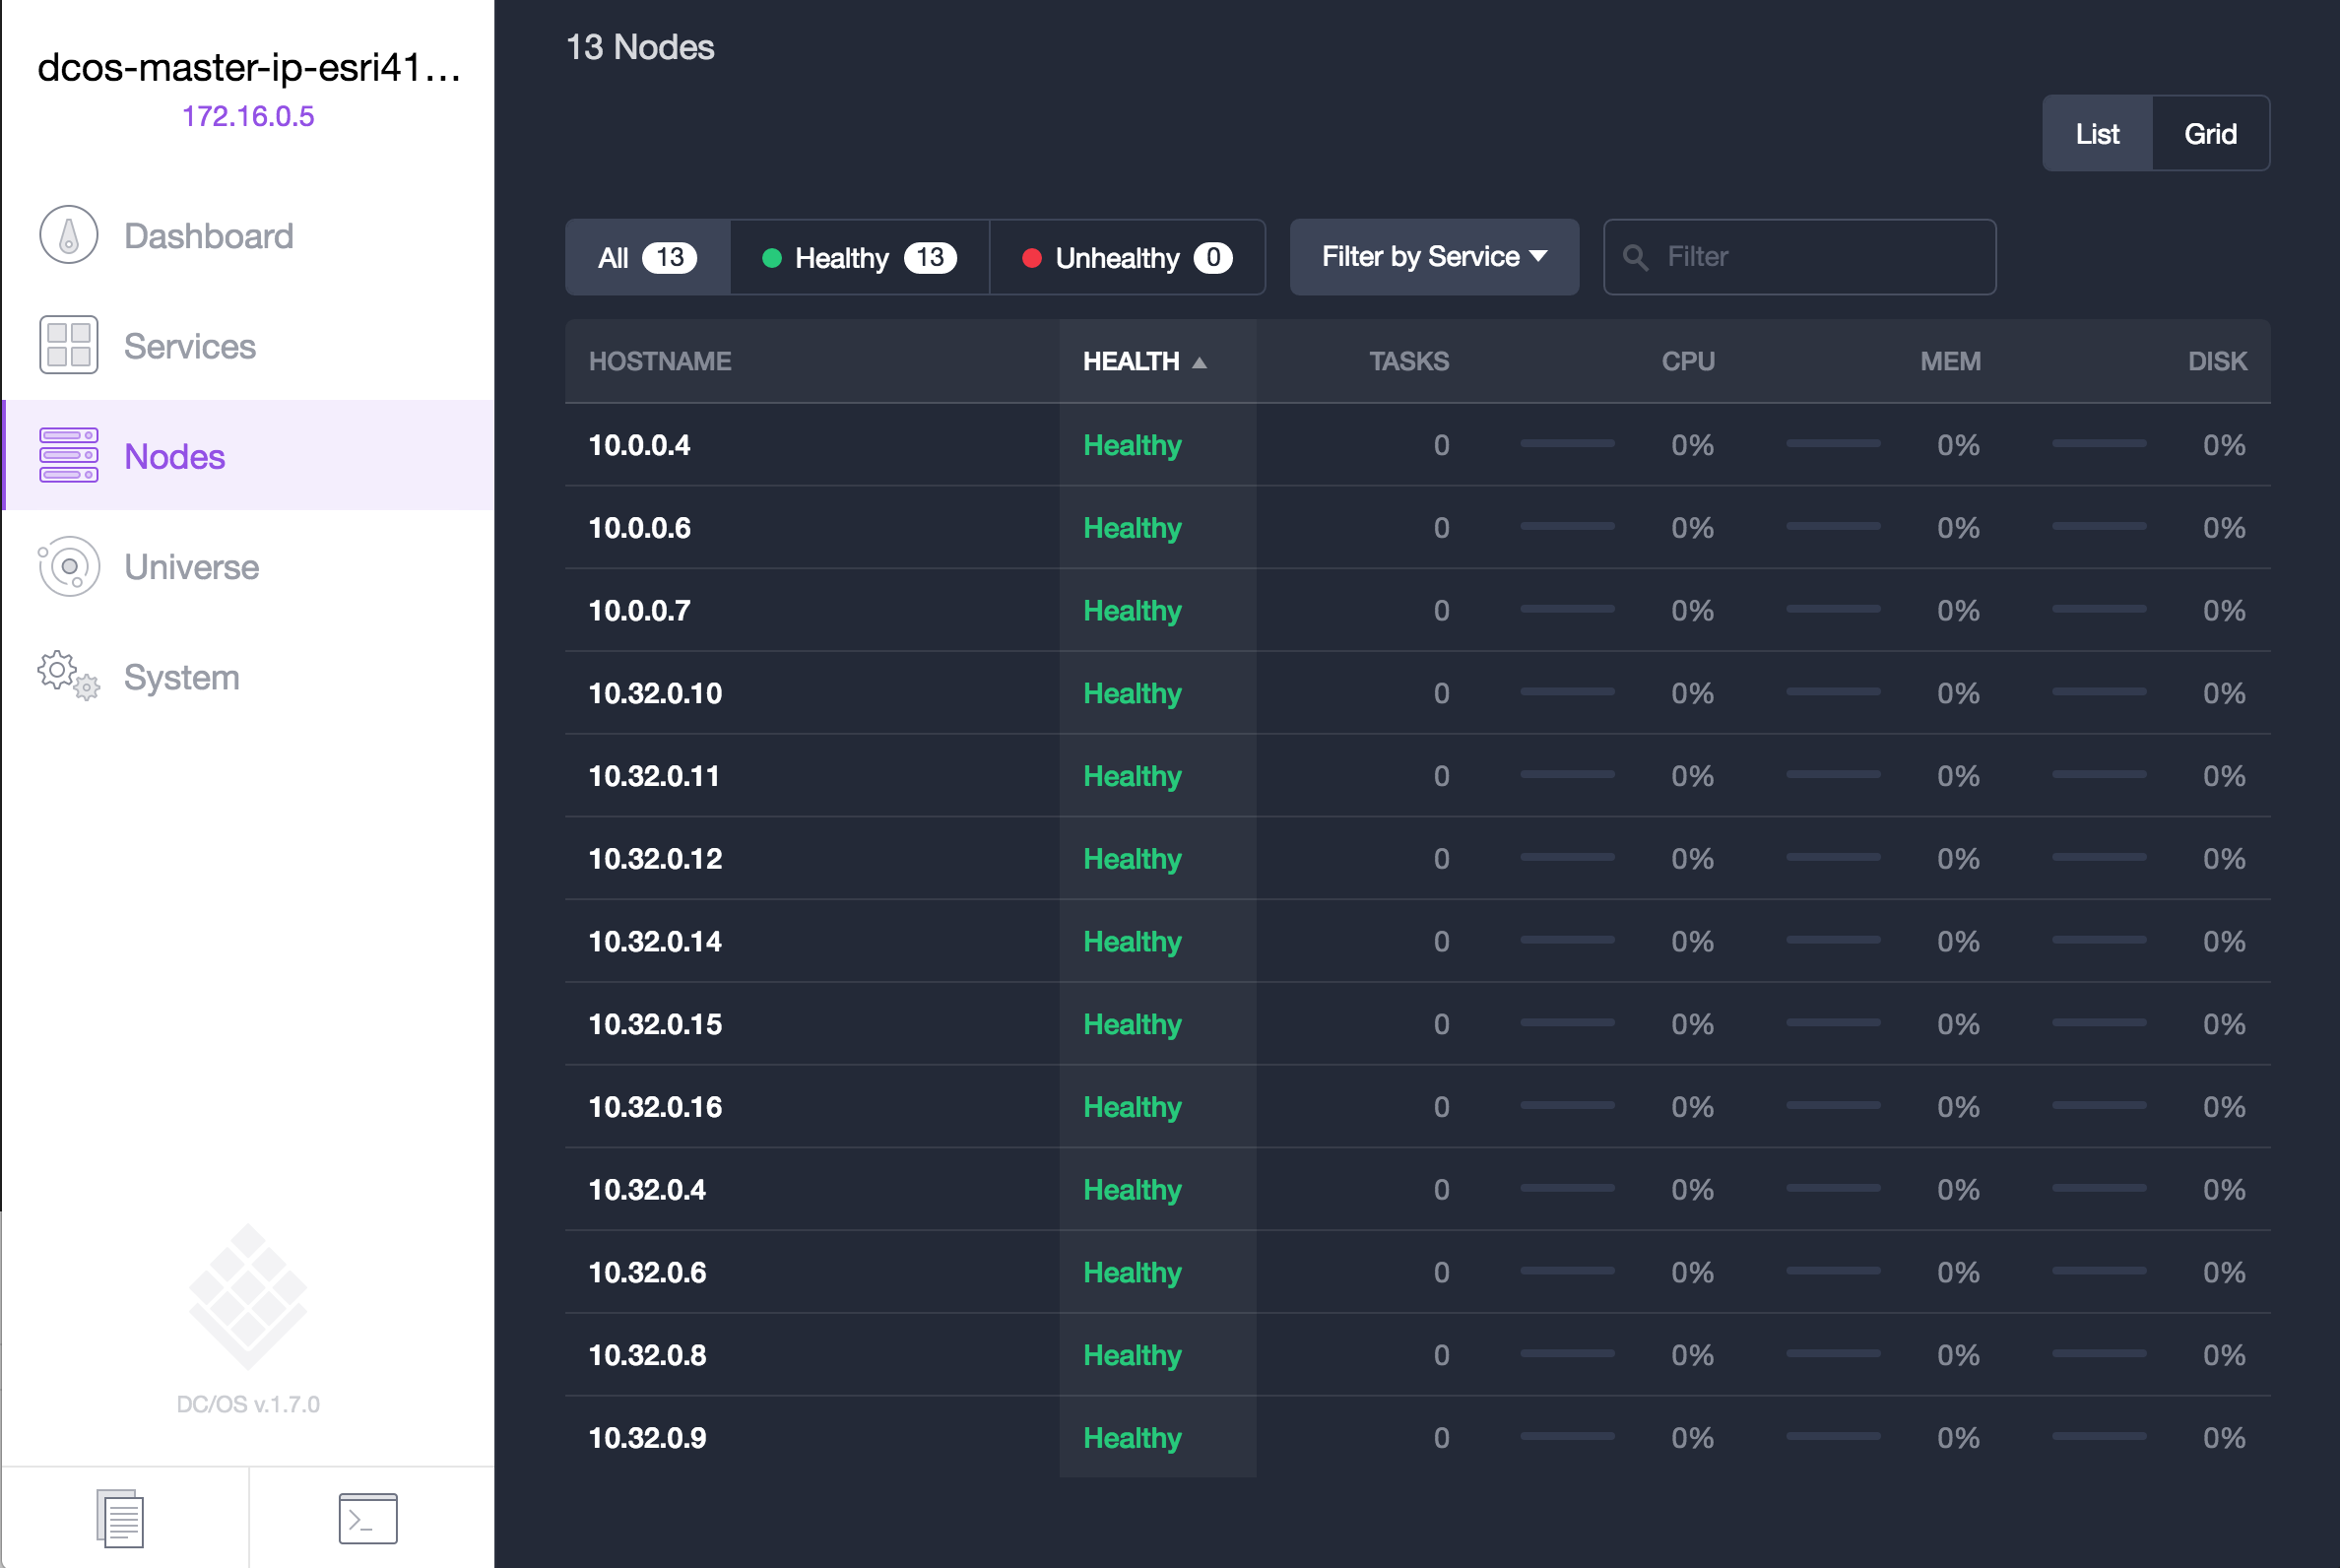 dcos-master-ip-esri41...
172.16.0.5
Dashboard
Services
Nodes
Universe
System
DC/OS v.1.7.0
13 Nodes
List Grid
All 13 Healthy 13 Unhealthy 0 Filter by Service Filter
HOSTNAME HEALTH TASKS CPU MEM DISK
10.0.0.4 Healthy 0 0% 0% 0%
10.0.0.6 Healthy 0 0% 0% 0%
10.0.0.7 Healthy 0 0% 0% 0%
10.32.0.10 Healthy 0 0% 0% 0%
10.32.0.11 Healthy 0 0% 0% 0%
10.32.0.12 Healthy 0 0% 0% 0%
10.32.0.14 Healthy 0 0% 0% 0%
10.32.0.15 Healthy 0 0% 0% 0%
10.32.0.16 Healthy 0 0% 0% 0%
10.32.0.4 Healthy 0 0% 0% 0%
10.32.0.6 Healthy 0 0% 0% 0%
10.32.0.8 Healthy 0 0% 0% 0%
10.32.0.9 Healthy 0 0% 0% 0%